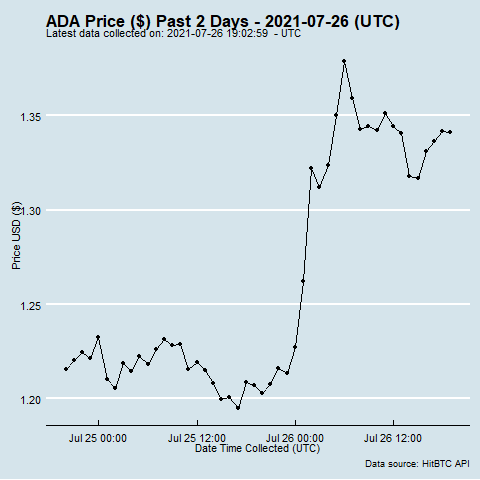 ADA Price ($) Past 2 Days - 2021-07-26 (UTC)
Latest data collected on: 2021-07-26 19:02:59 - UTC
1.35
1.30
1.25
1.20
Price USD ($)
Jul 25 00:00 Jul 25 12:00 Jul 26 00:00 Jul 26 12:00
Date Time Collected (UTC)
Data source: HitBTC API